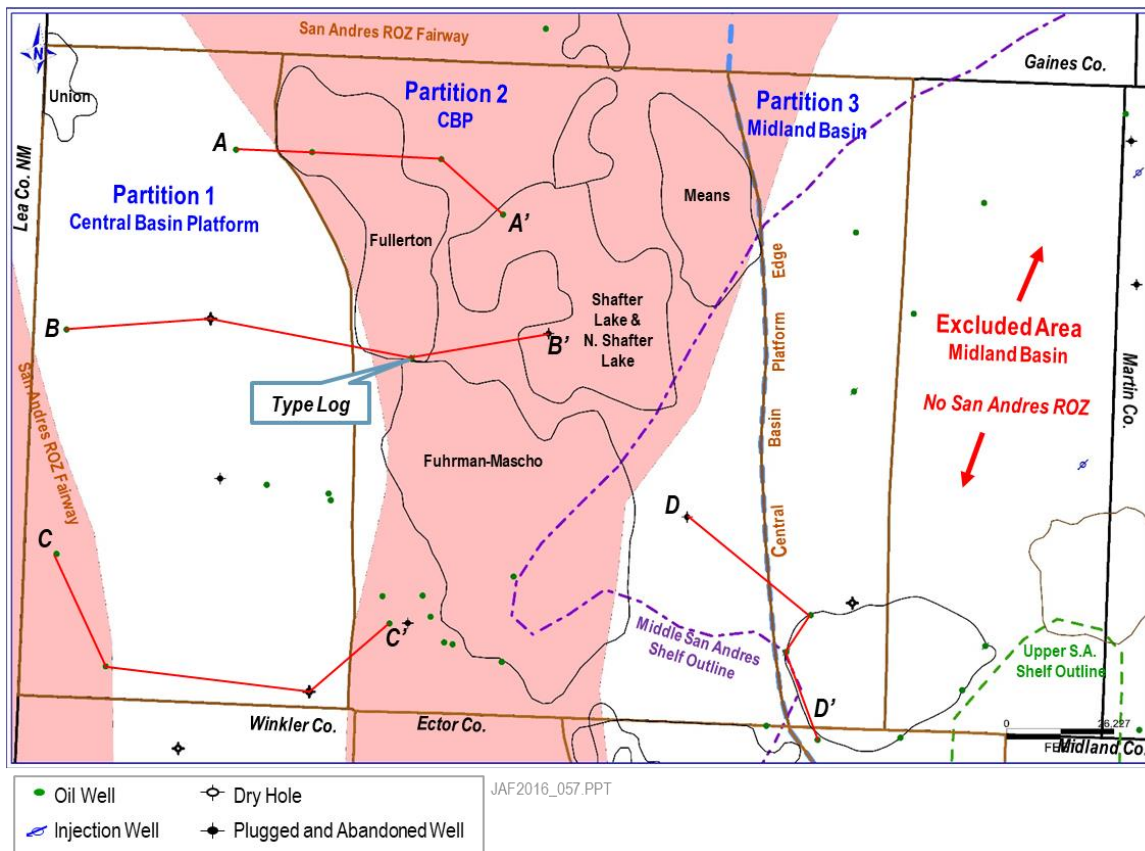 San Andres ROZ Fairway
Gaines Co.
N
Union
Partition 2
CBP
Partition 3
Midland Basin
A
Lea Co. NM
Partition 1
Central Basin Platform
Means
A'
Fullerton
Edge
Platform
Basin
Central
Shafter
Lake &
N. Shafter
Lake
B
B'
Excluded Area
Midland Basin
No San Andres ROZ
Martin Co.
Type Log
San Andres ROZ Fairway
Fuhrman-Mascho
D
C
C'
Middle San Andres
Shelf Outline
Upper S.A.
Shelf Outline
D'
Winkler Co.
Ector Co.
0
26,227
FE
Midland Co.
Oil Well
Dry Hole
Injection Well
Plugged and Abandoned Well
JAF2016_057.PPT